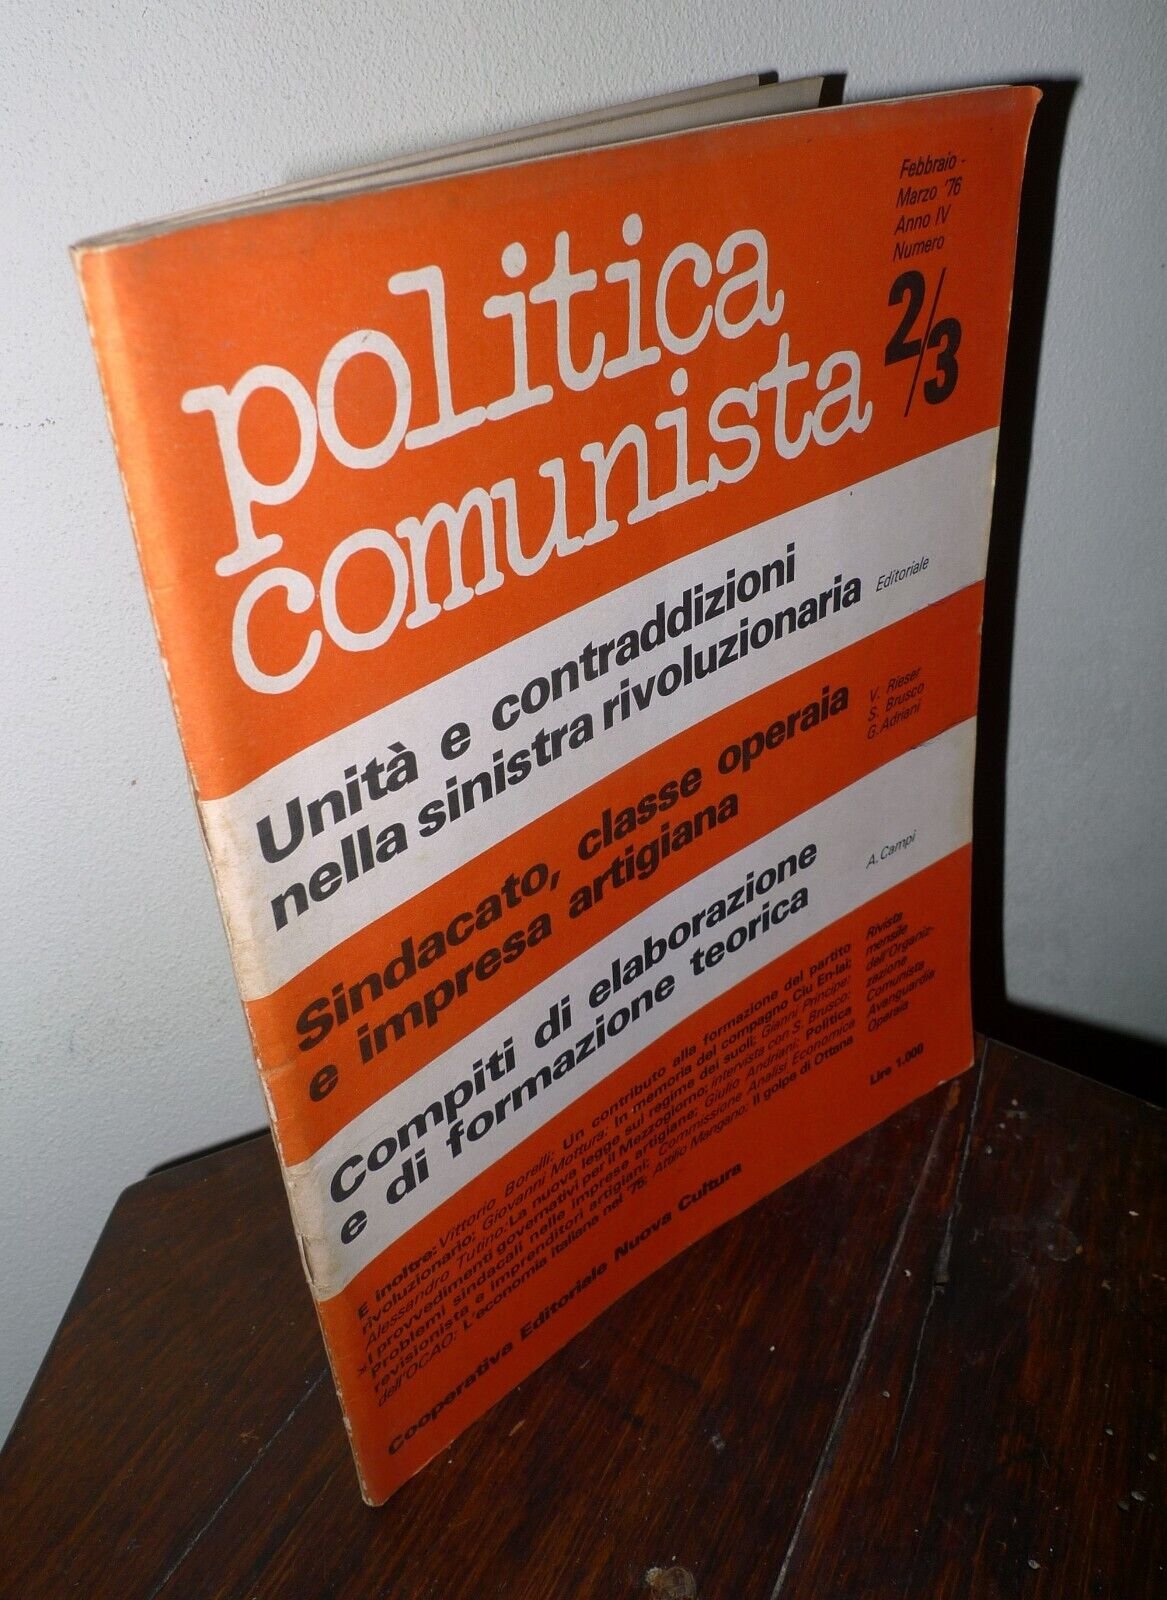 politica
comunista
Febbraio -
Marzo '76
Anno IV
Numero
2/3
Unità e contraddizioni
nella sinistra rivoluzionaria
Editoriale
Sindacato, classe operaia
e impresa artigiana
V. Rieser
S. Brusco
G. Adriani
Compiti di elaborazione
e di formazione teorica
A. Campi
E inoltre: Vittorio Borelli: Un contributo alla formazione del partito
rivoluzionario; Giovanni Mottura: In memoria del compagno Ciu En-lai;
Alessandro Tutino: La nuova legge sul regime dei suoli; Gianni Principe:
I provvedimenti governativi per il Mezzogiorno; Intervista con S. Brusco:
Problemi sindacali nelle imprese artigiane; Giulio Andriani: Politica
revisionista e imprenditori artigiani; Commissione Analisi Economica
dell'OCAO: L'economia italiana nel '75; Attilio Mangano: Il golpe di Ottana
Rivista
mensile
dell'Organiz-
zazione
Comunista
Avanguardia
Operaia
Lire 1.000
Cooperativa Editoriale Nuova Cultura